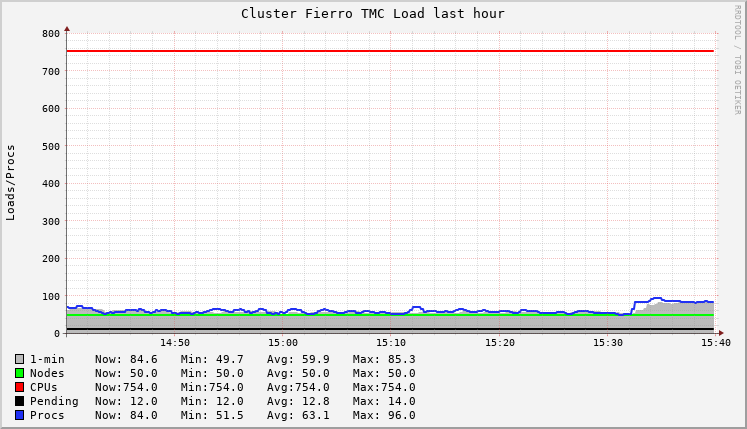 Cluster Fierro TMC Load last hour
RRDTOOL / TOBI OETIKER
Loads/Procs
800
700
600
500
400
300
200
100
0
14:50 15:00 15:10 15:20 15:30 15:40
1-min Now: 84.6 Min: 49.7 Avg: 59.9 Max: 85.3
Nodes Now: 50.0 Min: 50.0 Avg: 50.0 Max: 50.0
CPUs Now:754.0 Min:754.0 Avg:754.0 Max:754.0
Pending Now: 12.0 Min: 12.0 Avg: 12.8 Max: 14.0
Procs Now: 84.0 Min: 51.5 Avg: 63.1 Max: 96.0